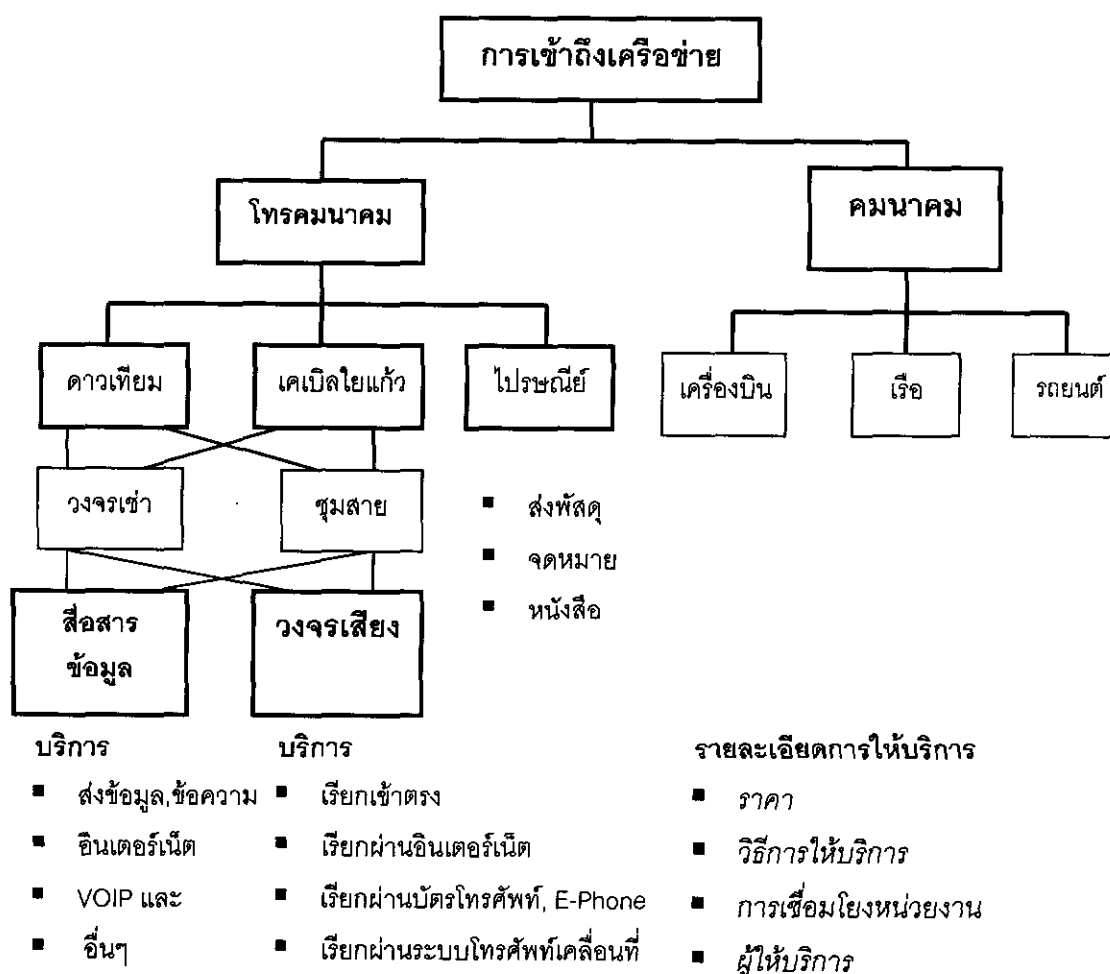 การเข้าถึงเครือข่าย
โทรคมนาคม
คมนาคม
ดาวเทียม
เคเบิลใยแก้ว
ไปรษณีย์
เครื่องบิน
เรือ
รถยนต์
วงจรเช่า
ชุมสาย
■ ส่งพัสดุ
■ จดหมาย
■ หนังสือ
สื่อสาร
ข้อมูล
วงจรเสียง
บริการ
■ ส่งข้อมูล,ข้อความ
■ อินเตอร์เน็ต
■ VOIP และ
■ อื่นๆ
บริการ
■ เรียกเข้าตรง
■ เรียกผ่านอินเตอร์เน็ต
■ เรียกผ่านบัตรโทรศัพท์, E-Phone
■ เรียกผ่านระบบโทรศัพท์เคลื่อนที่
รายละเอียดการให้บริการ
■ ราคา
■ วิธีการให้บริการ
■ การเชื่อมโยงหน่วยงาน
■ ผู้ให้บริการ